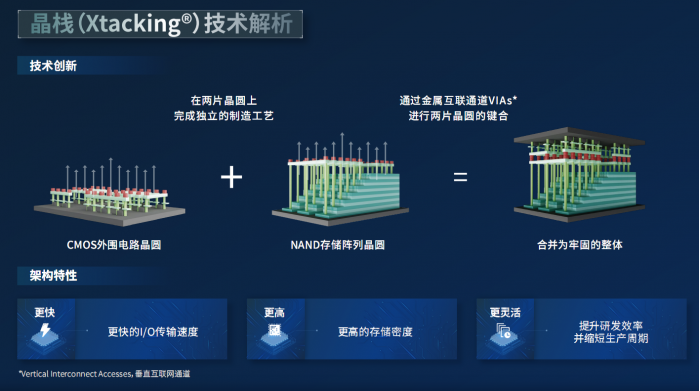 晶栈(Xtacking®)技术解析
技术创新
在两片晶圆上
完成独立的制造工艺
通过金属互联通道VIAs*
进行两片晶圆的键合
+
=
CMOS外围电路晶圆
NAND存储阵列晶圆
合并为牢固的整体
架构特性
更快
更快的I/O传输速度
更高
更高的存储密度
更灵活
提升研发效率
并缩短生产周期
*Vertical Interconnect Accesses, 垂直互联网通道